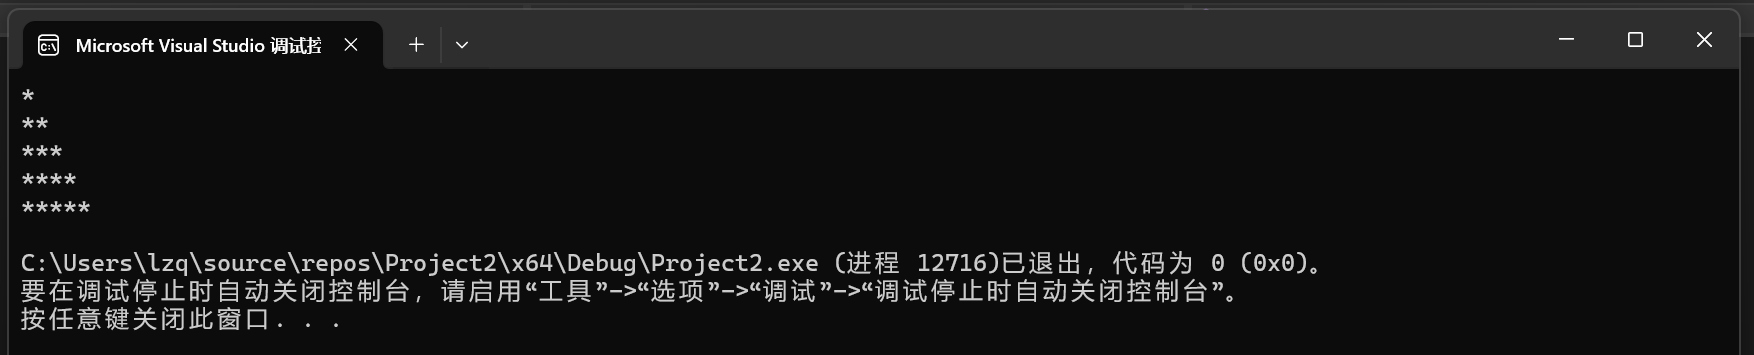 Microsoft Visual Studio 调试控
*
**
***
****
*****
C:\Users\lzq\source\repos\Project2\x64\Debug\Project2.exe (进程 12716)已退出，代码为 0 (0x0)。
要在调试停止时自动关闭控制台，请启用“工具”->“选项”->“调试”->“调试停止时自动关闭控制台”。
按任意键关闭此窗口. . .